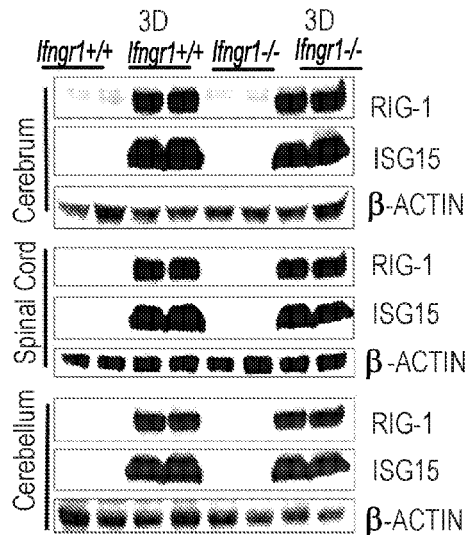 3D 3D
Ifngr1+/+ Ifngr1+/+ Ifngr1-/- Ifngr1-/-
Cerebrum
RIG-1
ISG15
β-ACTIN
Spinal Cord
RIG-1
ISG15
β-ACTIN
Cerebellum
RIG-1
ISG15
β-ACTIN